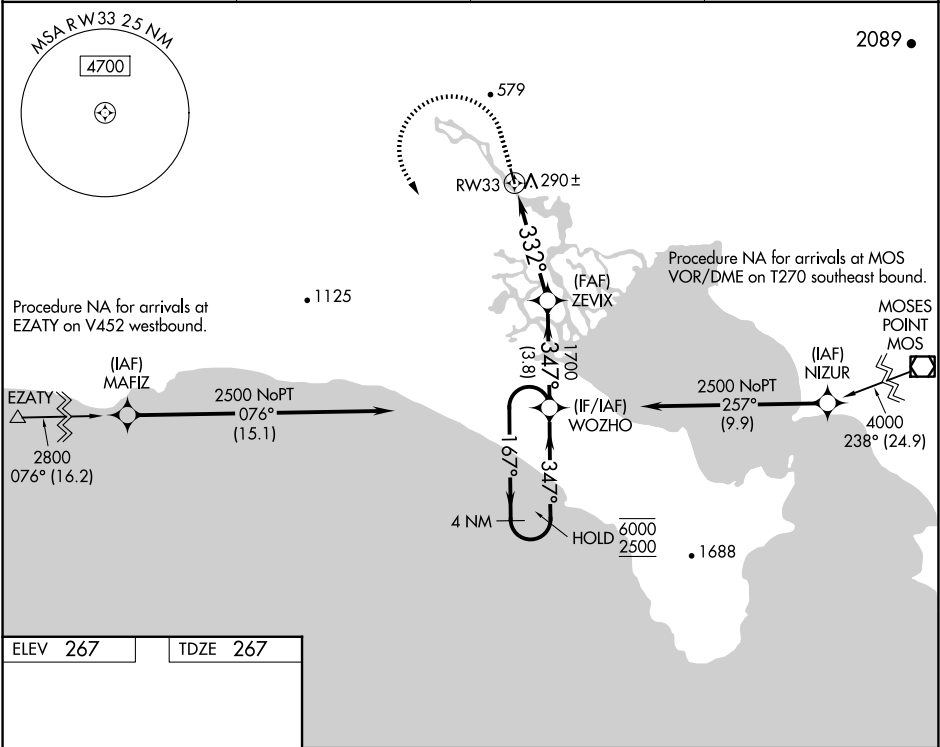 MSA RW33 25 NM
4700
2089
579
RW33
290±
332°
Procedure NA for arrivals at MOS
VOR/DME on T270 southeast bound.
(FAF)
ZEVIX
1125
Procedure NA for arrivals at
EZATY on V452 westbound.
MOSES
POINT
MOS
(IAF)
MAFIZ
(IAF)
NIZUR
347°
(3.8)
1700
EZATY
2500 NoPT
076°
(15.1)
2500 NoPT
257°
(9.9)
(IF/IAF)
WOZHO
4000
238° (24.9)
2800
076° (16.2)
167°
347°
4 NM
HOLD
6000
2500
1688
ELEV 267
TDZE 267